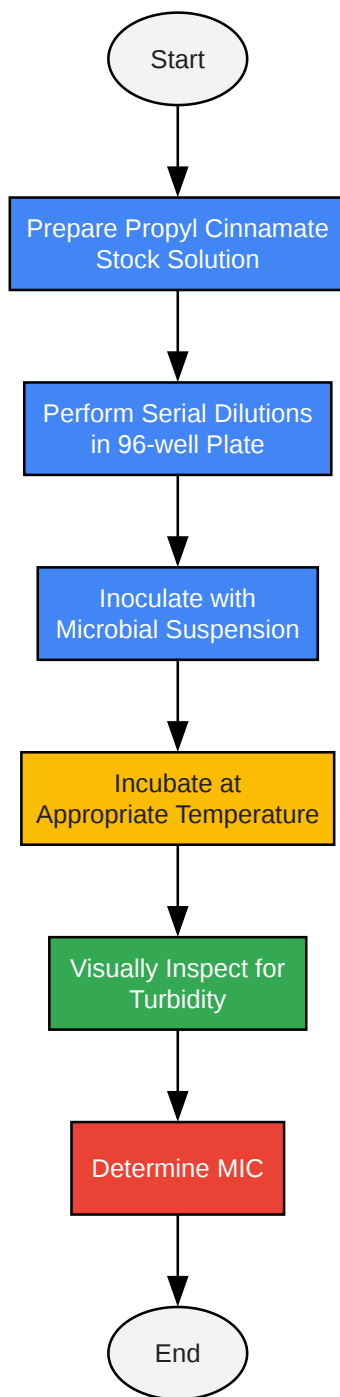 Start
Prepare Propyl Cinnamate
Stock Solution
Perform Serial Dilutions
in 96-well Plate
Inoculate with
Microbial Suspension
Incubate at
Appropriate Temperature
Visually Inspect for
Turbidity
Determine MIC
End